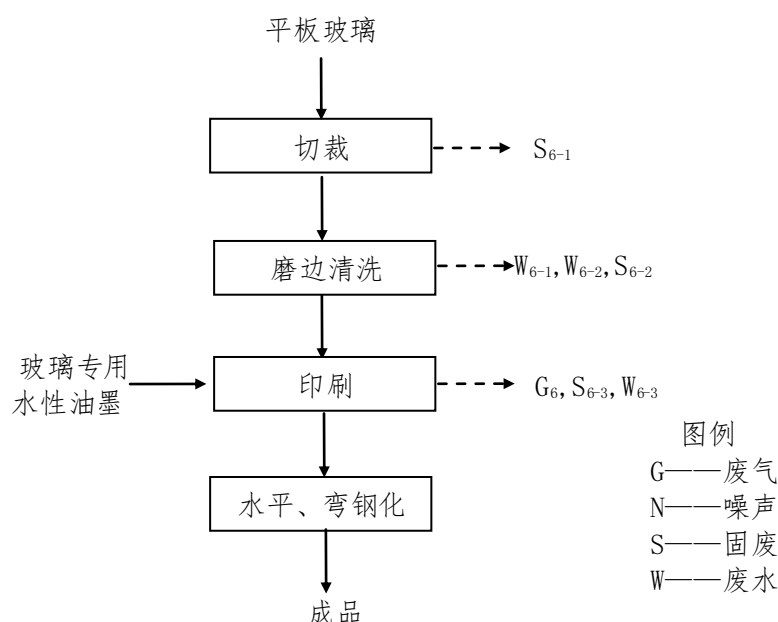 平板玻璃
切裁
S6-1
磨边清洗
W6-1,W6-2,S6-2
玻璃专用
水性油墨
印刷
G6,S6-3,W6-3
水平、弯钢化
成品
图例
G——废气
N——噪声
S——固废
W——废水